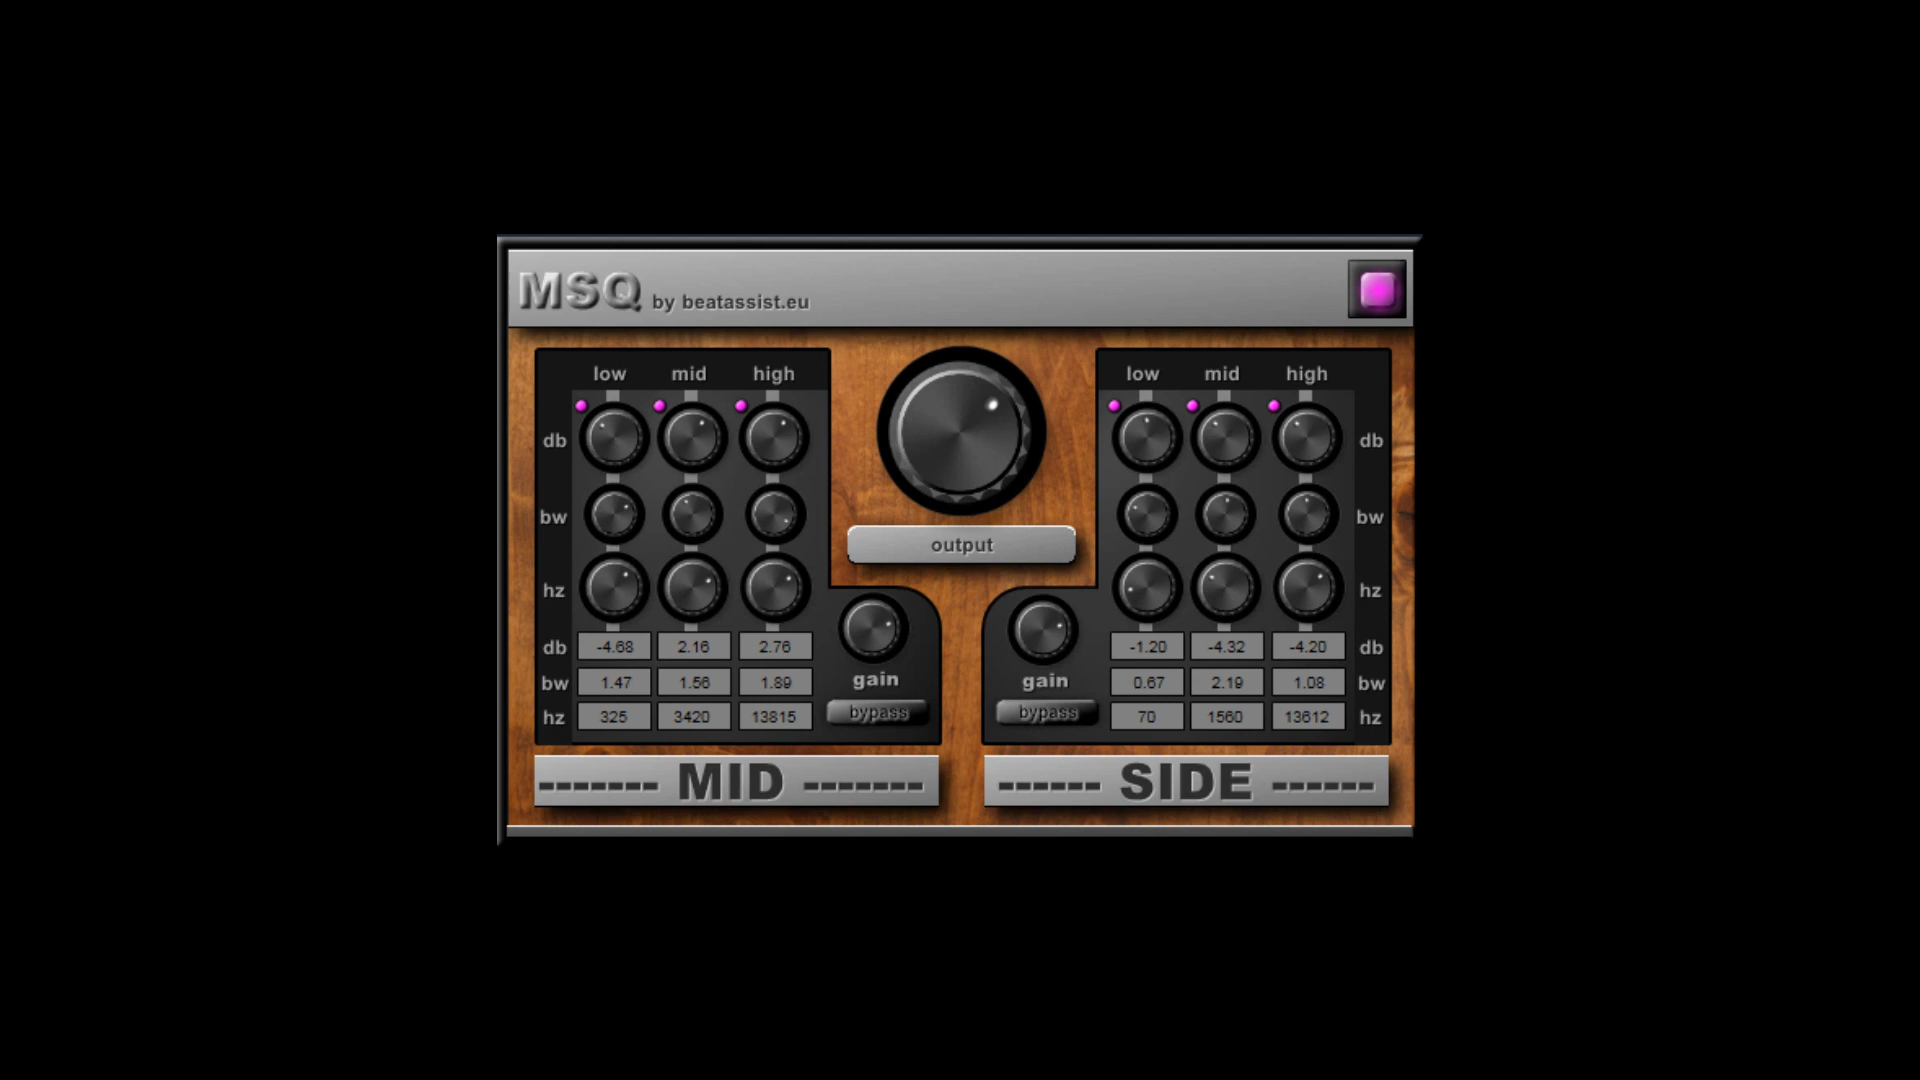 MSQ by beatassist.eu
low mid high
low mid high
db
db
bw
bw
output
hz
hz
db -4.68 2.16 2.76
-1.20 -4.32 -4.20 db
bw 1.47 1.56 1.89 gain
gain 0.67 2.19 1.08 bw
hz 325 3420 13815 bypass
bypass 70 1560 13612 hz
------- MID -------
------ SIDE ------